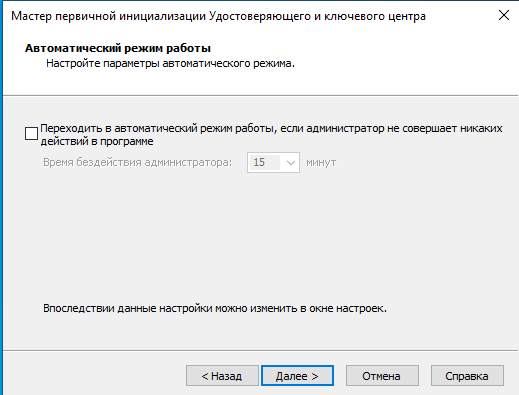 Мастер первичной инициализации Удостоверяющего и ключевого центра
Автоматический режим работы
Настройте параметры автоматического режима.
Переходить в автоматический режим работы, если администратор не совершает никаких
действий в программе
Время бездействия администратора: 15 минут
Впоследствии данные настройки можно изменить в окне настроек.
< Назад Далее > Отмена Справка